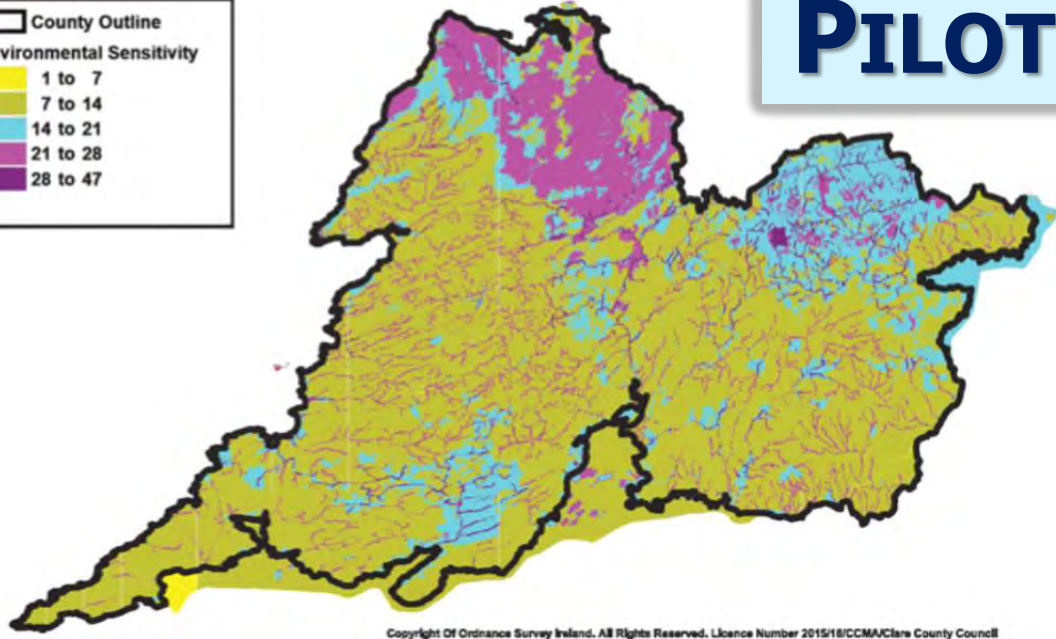 County Outline
vironmental Sensitivity
1 to 7
7 to 14
14 to 21
21 to 28
28 to 47
PILOT
Copyright Of Ordnance Survey Ireland. All Rights Reserved. Licence Number 2015/18/CCMA/Clare County Council